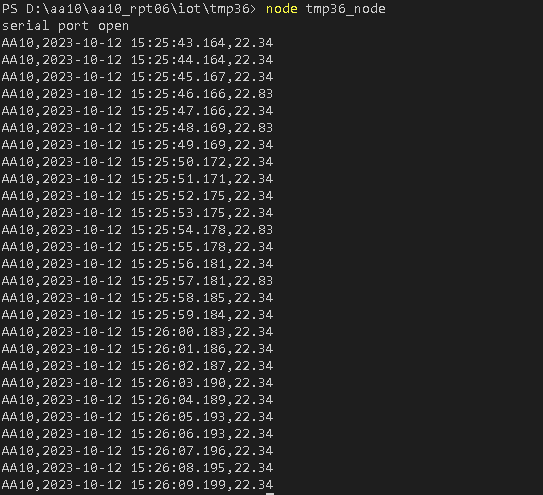 PS D:\aa10\aa10_rpt06\iot\tmp36> node tmp36_node
serial port open
AA10,2023-10-12 15:25:43.164,22.34
AA10,2023-10-12 15:25:44.164,22.34
AA10,2023-10-12 15:25:45.167,22.34
AA10,2023-10-12 15:25:46.166,22.83
AA10,2023-10-12 15:25:47.166,22.34
AA10,2023-10-12 15:25:48.169,22.83
AA10,2023-10-12 15:25:49.169,22.34
AA10,2023-10-12 15:25:50.172,22.34
AA10,2023-10-12 15:25:51.171,22.34
AA10,2023-10-12 15:25:52.175,22.34
AA10,2023-10-12 15:25:53.175,22.34
AA10,2023-10-12 15:25:54.178,22.83
AA10,2023-10-12 15:25:55.178,22.34
AA10,2023-10-12 15:25:56.181,22.34
AA10,2023-10-12 15:25:57.181,22.83
AA10,2023-10-12 15:25:58.185,22.34
AA10,2023-10-12 15:25:59.184,22.34
AA10,2023-10-12 15:26:00.183,22.34
AA10,2023-10-12 15:26:01.186,22.34
AA10,2023-10-12 15:26:02.187,22.34
AA10,2023-10-12 15:26:03.190,22.34
AA10,2023-10-12 15:26:04.189,22.34
AA10,2023-10-12 15:26:05.193,22.34
AA10,2023-10-12 15:26:06.193,22.34
AA10,2023-10-12 15:26:07.196,22.34
AA10,2023-10-12 15:26:08.195,22.34
AA10,2023-10-12 15:26:09.199,22.34